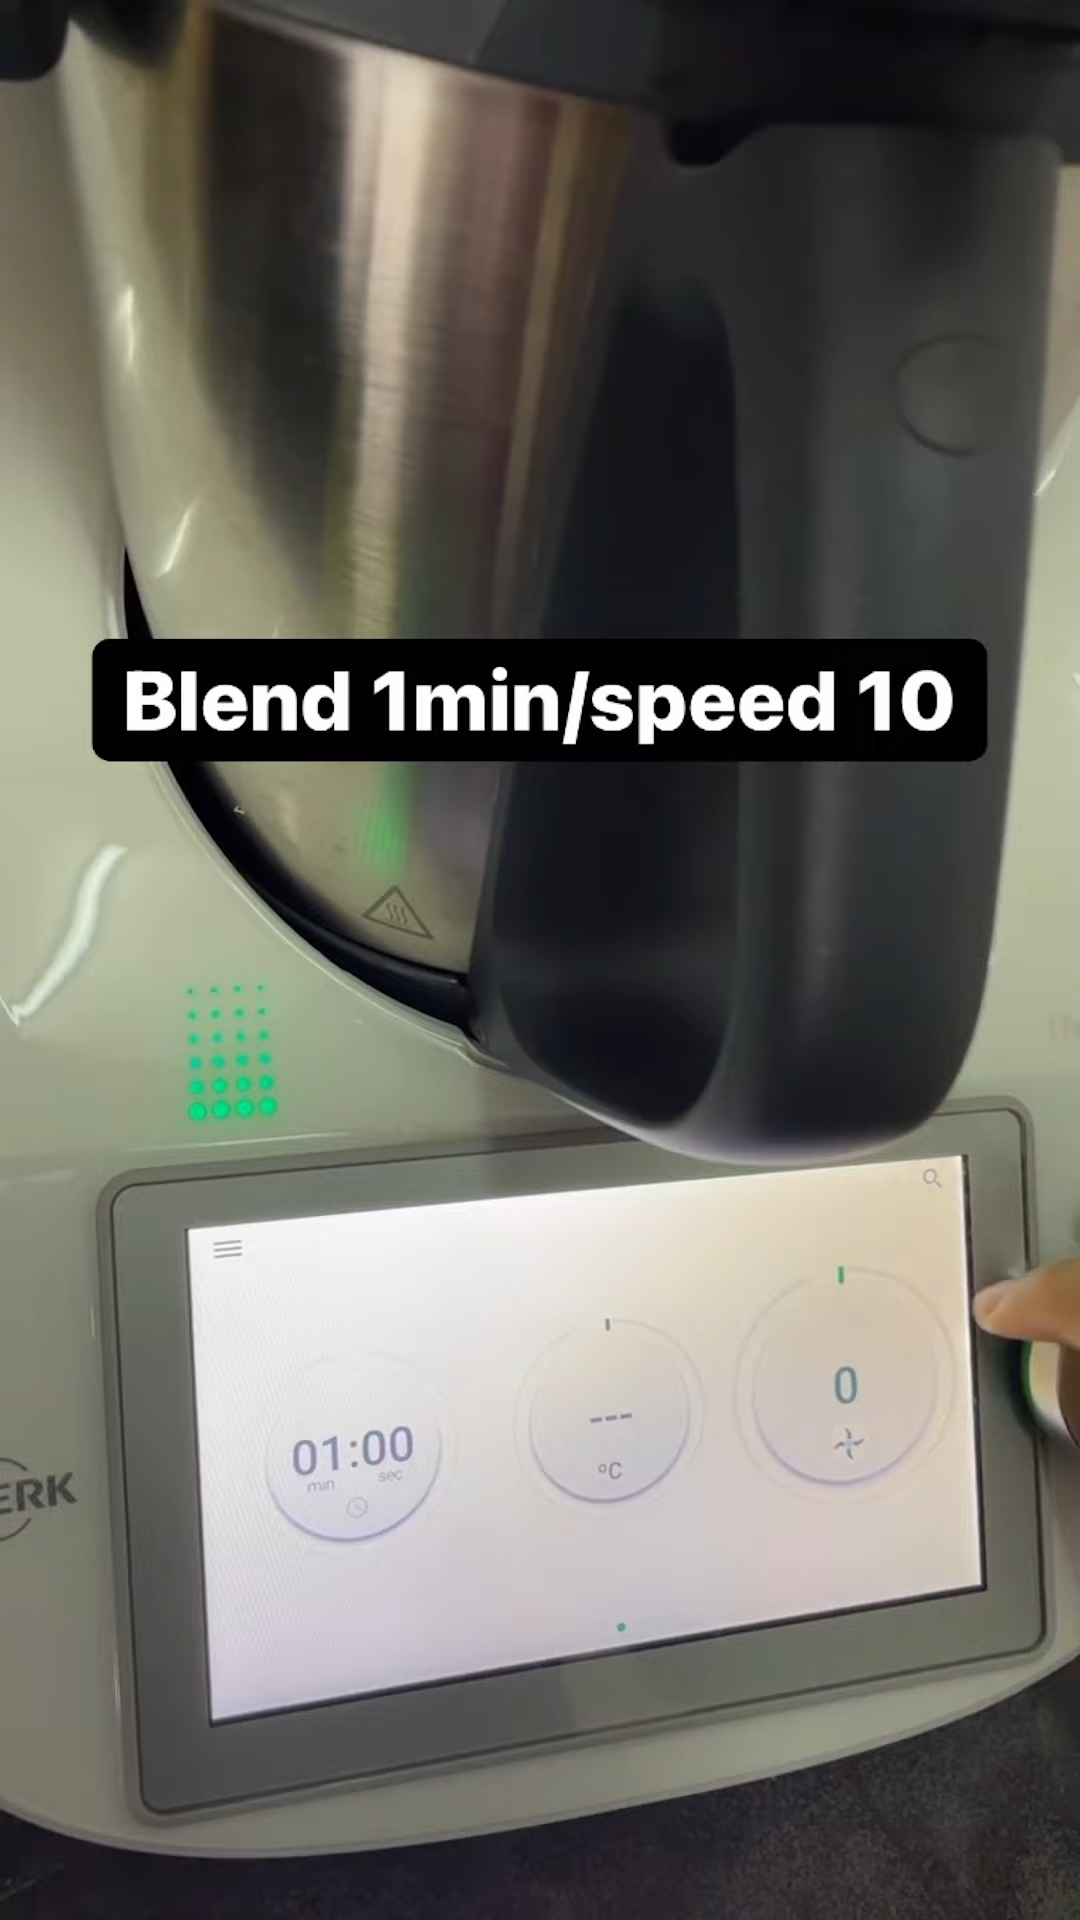 Blend 1min/speed 10
01:00
min sec
---
°C
0
ERK